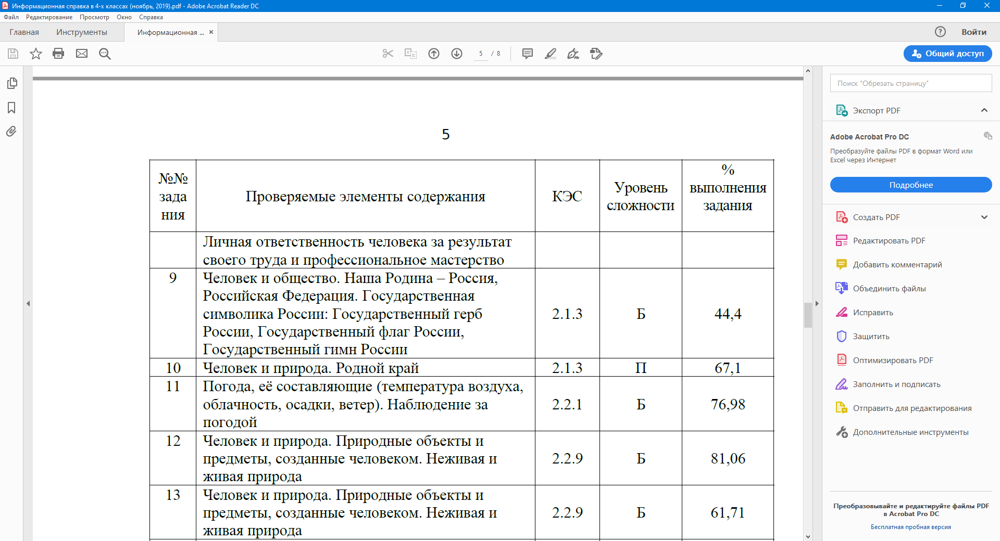 Информационная справка в 4-х классах (ноябрь, 2019).pdf - Adobe Acrobat Reader DC
Файл Редактирование Просмотр Окно Справка
Главная Инструменты Информационная ... × ? Войти
5 / 8 Общий доступ
Поиск "Обрезать страницу"
Экспорт PDF
Adobe Acrobat Pro DC
Преобразуйте файлы PDF в формат Word или
Excel через Интернет
Подробнее
Создать PDF
Редактировать PDF
Добавить комментарий
Объединить файлы
Исправить
Защитить
Оптимизировать PDF
Заполнить и подписать
Отправить для редактирования
Дополнительные инструменты
Преобразовывайте и редактируйте файлы PDF
в Acrobat Pro DC
Бесплатная пробная версия
5
№№
зада
ния
Проверяемые элементы содержания
КЭС
Уровень
сложности
%
выполнения
задания
Личная ответственность человека за результат
своего труда и профессиональное мастерство
9
Человек и общество. Наша Родина – Россия,
Российская Федерация. Государственная
символика России: Государственный герб
России, Государственный флаг России,
Государственный гимн России
2.1.3
Б
44,4
10
Человек и природа. Родной край
2.1.3
П
67,1
11
Погода, её составляющие (температура воздуха,
облачность, осадки, ветер). Наблюдение за
погодой
2.2.1
Б
76,98
12
Человек и природа. Природные объекты и
предметы, созданные человеком. Неживая и
живая природа
2.2.9
Б
81,06
13
Человек и природа. Природные объекты и
предметы, созданные человеком. Неживая и
живая природа
2.2.9
Б
61,71